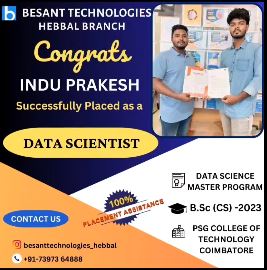 b BESANT TECHNOLOGIES
HEBBAL BRANCH
Congrats
INDU PRAKESH
Successfully Placed as a
DATA SCIENTIST
100%
PLACEMENT ASSISTANCE
DATA SCIENCE
MASTER PROGRAM
B.Sc (CS) -2023
PSG COLLEGE OF
TECHNOLOGY
COIMBATORE
CONTACT US
besanttechnologies_hebbal
+91-73973 64888